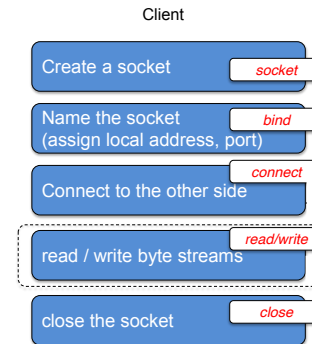 Client
Create a socket
socket
Name the socket
(assign local address, port)
bind
connect
Connect to the other side
read/write
read / write byte streams
close the socket
close